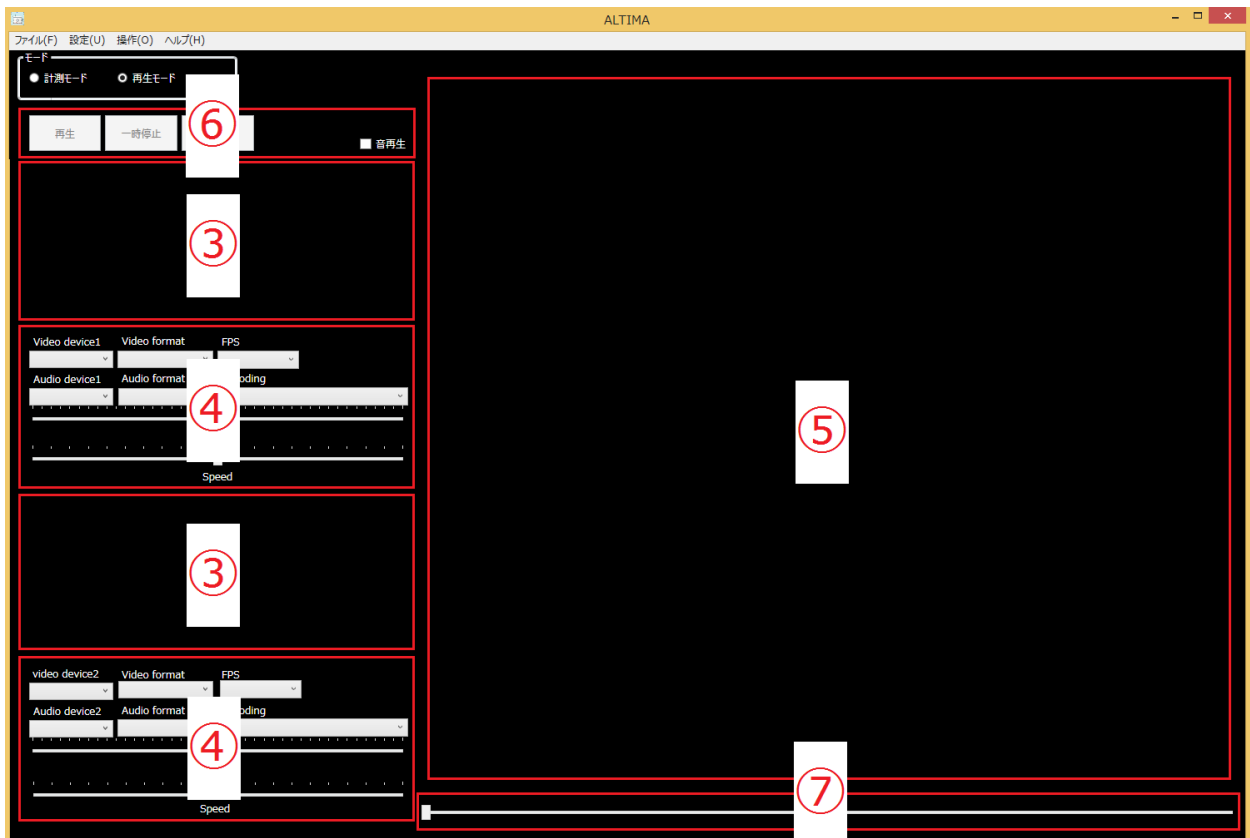 ALTIMA
ファイル(F) 設定(U) 操作(O) ヘルプ(H)
モード
計測モード 再生モード
再生 一時停止 ⑥ 音再生
③
Video device1 Video format FPS
Audio device1 Audio format oding
④
Speed
⑤
③
video device2 Video format FPS
Audio device2 Audio format oding
④
Speed
⑦